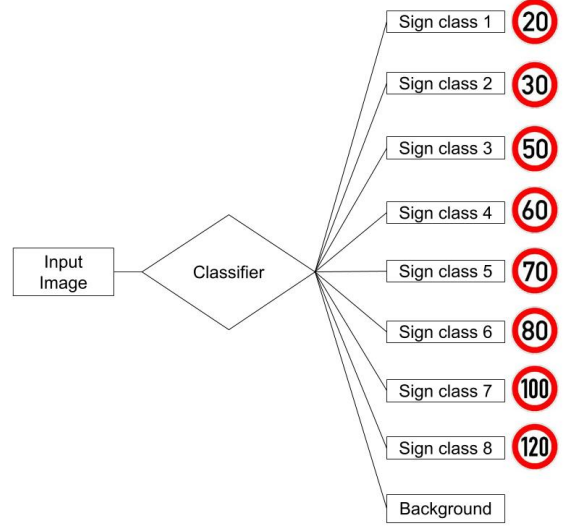 Sign class 1 20
Sign class 2 30
Sign class 3 50
Sign class 4 60
Input
Image
Classifier
Sign class 5 70
Sign class 6 80
Sign class 7 100
Sign class 8 120
Background